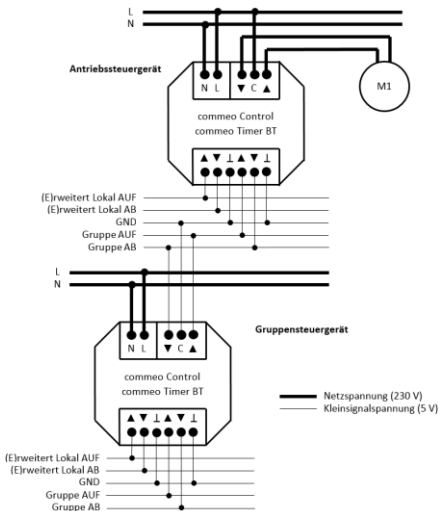 L
N
Antriebssteuergerät
N L ▼ C ▲
M1
commeo Control
commeo Timer BT
▲ ▼ ⊥ ▲ ▼ ⊥
(E)rweitert Lokal AUF
(E)rweitert Lokal AB
GND
Gruppe AUF
Gruppe AB
L
N
Gruppensteuergerät
N L ▼ C ▲
commeo Control
commeo Timer BT
Netzspannung (230 V)
Kleinsignalspannung (5 V)
▲ ▼ ⊥ ▲ ▼ ⊥
(E)rweitert Lokal AUF
(E)rweitert Lokal AB
GND
Gruppe AUF
Gruppe AB